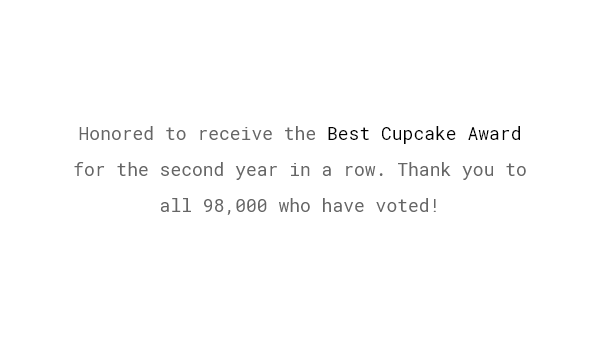 Honored to receive the Best Cupcake Award
for the second year in a row. Thank you to
all 98,000 who have voted!